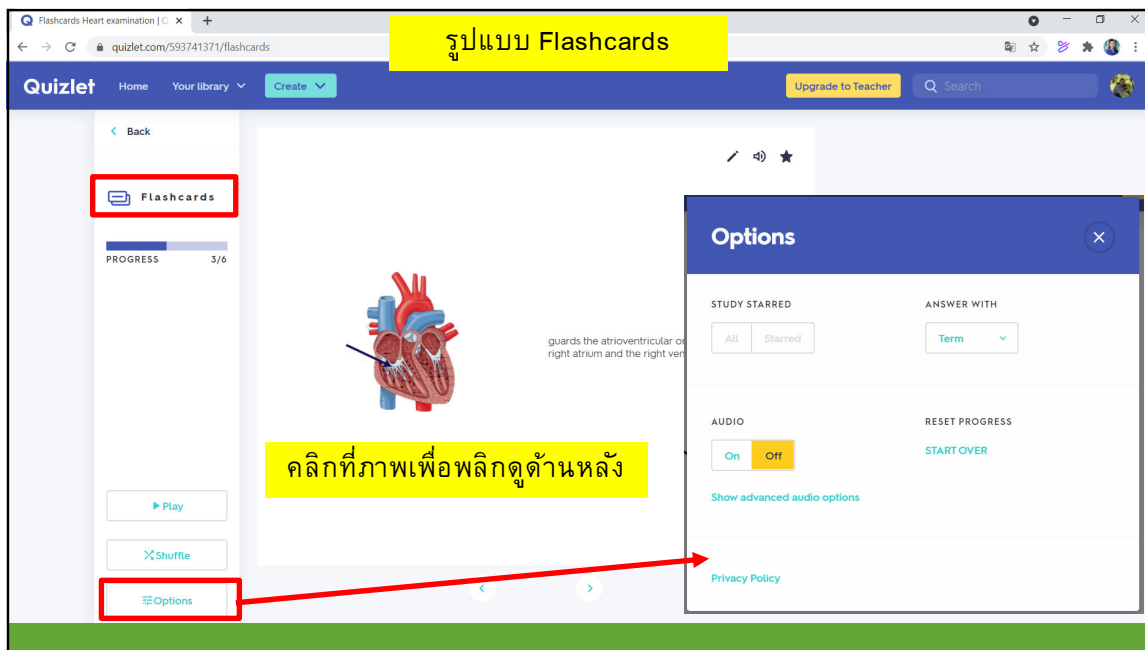 Flashcards Heart examination |
รูปแบบ Flashcards
quizlet.com/593741371/flashcards
Quizlet
Home
Your library
Create
Upgrade to Teacher
Search
Back
Flashcards
PROGRESS 3/6
guards the atrioventricular
right atrium and the right
คลิกที่ภาพเพื่อพลิกดูด้านหลัง
Play
Shuffle
Options
Options
STUDY STARRED
All Starred
ANSWER WITH
Term
AUDIO
On Off
RESET PROGRESS
START OVER
Show advanced audio options
Privacy Policy